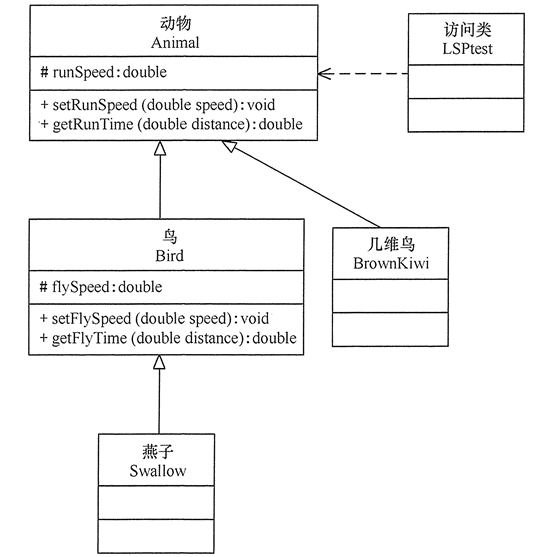 动物
Animal
# runSpeed:double
+ setRunSpeed (double speed):void
+ getRunTime (double distance):double
访问类
LSPtest
鸟
Bird
# flySpeed:double
+ setFlySpeed (double speed):void
+ getFlyTime (double distance):double
几维鸟
BrownKiwi
燕子
Swallow